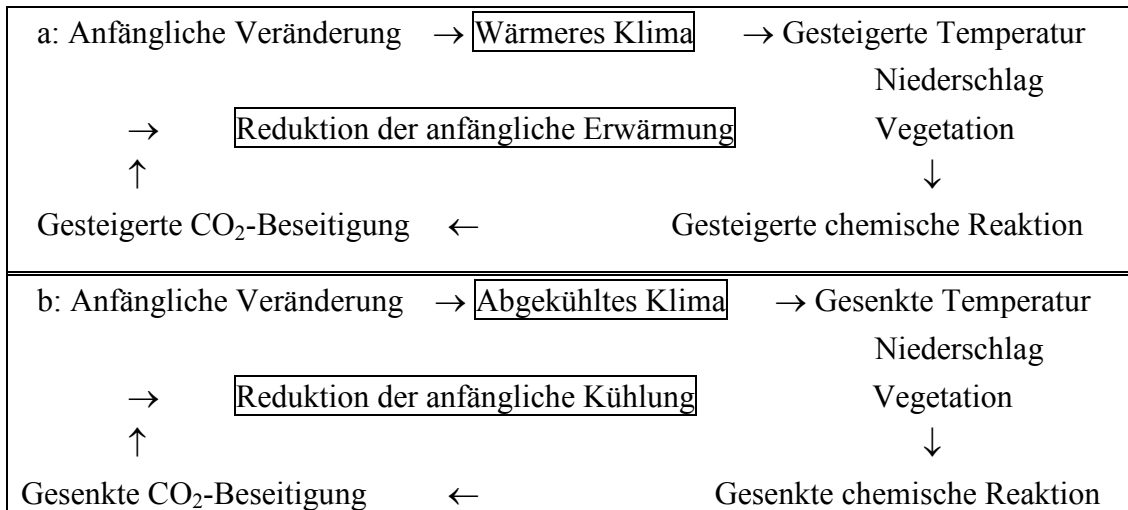 a: Anfängliche Veränderung → Wärmeres Klima → Gesteigerte Temperatur
Niederschlag
→ Reduktion der anfängliche Erwärmung Vegetation
↑ ↓
Gesteigerte CO₂-Beseitigung ← Gesteigerte chemische Reaktion
b: Anfängliche Veränderung → Abgekühltes Klima → Gesenkte Temperatur
Niederschlag
→ Reduktion der anfängliche Kühlung Vegetation
↑ ↓
Gesenkte CO₂-Beseitigung ← Gesenkte chemische Reaktion